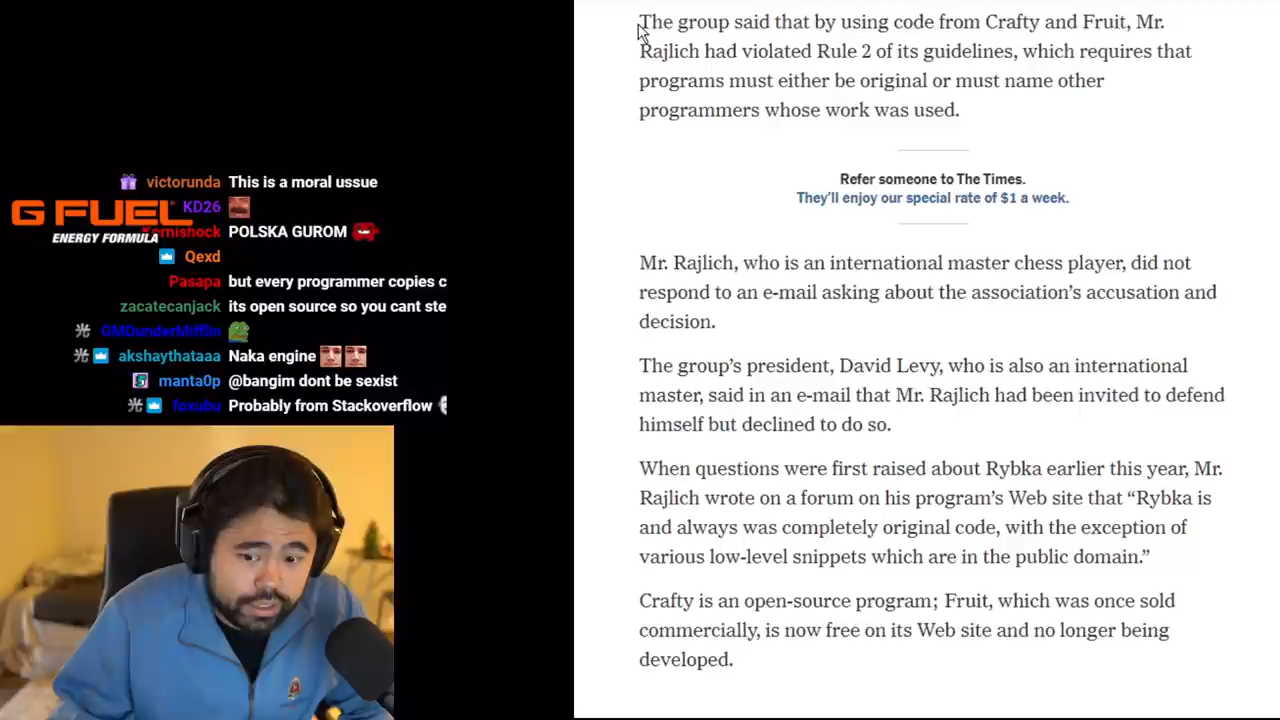 victorunda This is a moral ussue
G FUEL
ENERGY FORMULA
KD26
rnishock POLSKA GUROM
Qexd
Pasapa but every programmer copies c
zacatecanjack its open source so you cant ste
光 GMDunderMifflin
光 akshaythataaa Naka engine
manta0p @bangim dont be sexist
光 foxubu Probably from Stackoverflow
The group said that by using code from Crafty and Fruit, Mr.
Rajlich had violated Rule 2 of its guidelines, which requires that
programs must either be original or must name other
programmers whose work was used.
Refer someone to The Times.
They’ll enjoy our special rate of $1 a week.
Mr. Rajlich, who is an international master chess player, did not
respond to an e-mail asking about the association’s accusation and
decision.
The group’s president, David Levy, who is also an international
master, said in an e-mail that Mr. Rajlich had been invited to defend
himself but declined to do so.
When questions were first raised about Rybka earlier this year, Mr.
Rajlich wrote on a forum on his program’s Web site that “Rybka is
and always was completely original code, with the exception of
various low-level snippets which are in the public domain.”
Crafty is an open-source program; Fruit, which was once sold
commercially, is now free on its Web site and no longer being
developed.